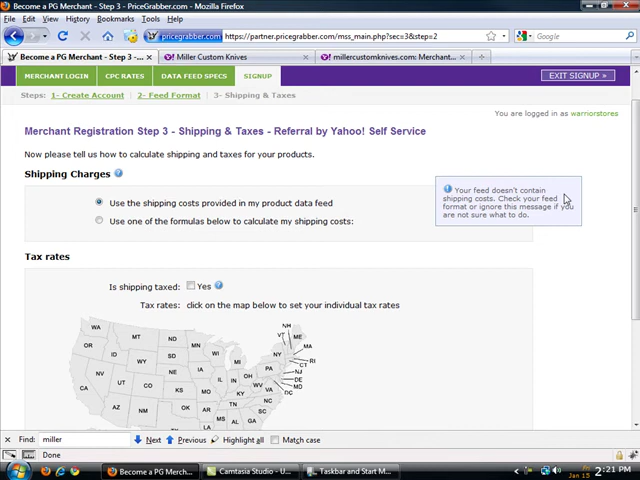 Become a PG Merchant - Step 3 - PriceGrabber.com - Mozilla Firefox
File Edit View History Bookmarks Tools Help
pricegrabber.com https://partner.pricegrabber.com/mss_main.php?sec=3&step=2
Google
Become a PG Merchant - Step 3 -... Miller Custom Knives millercustomknives.com: Merchant...
MERCHANT LOGIN CPC RATES DATA FEED SPECS SIGNUP EXIT SIGNUP »
Steps: 1- Create Account 2- Feed Format 3- Shipping & Taxes
You are logged in as warriorstores
Merchant Registration Step 3 - Shipping & Taxes - Referral by Yahoo! Self Service
Now please tell us how to calculate shipping and taxes for your products.
Shipping Charges
Use the shipping costs provided in my product data feed
Use one of the formulas below to calculate my shipping costs:
Your feed doesn't contain
shipping costs. Check your feed
format or ignore this message if you
are not sure what to do.
Tax rates
Is shipping taxed: Yes
Tax rates: click on the map below to set your individual tax rates
NH
WA VT ME
MT ND
OR MN MA
ID SD WI NY
WY MI RI
CT
NV NE IA PA NJ
UT IL IN OH DE
CO WV MD
CA KS MO VA DC
KY
NC
AZ NM OK AR TN SC
MS AL GA
Find: miller Next Previous Highlight all Match case
Done
Become a PG Merc... Camtasia Studio - U... Taskbar and Start M... Fri Jan 15 2:21 PM